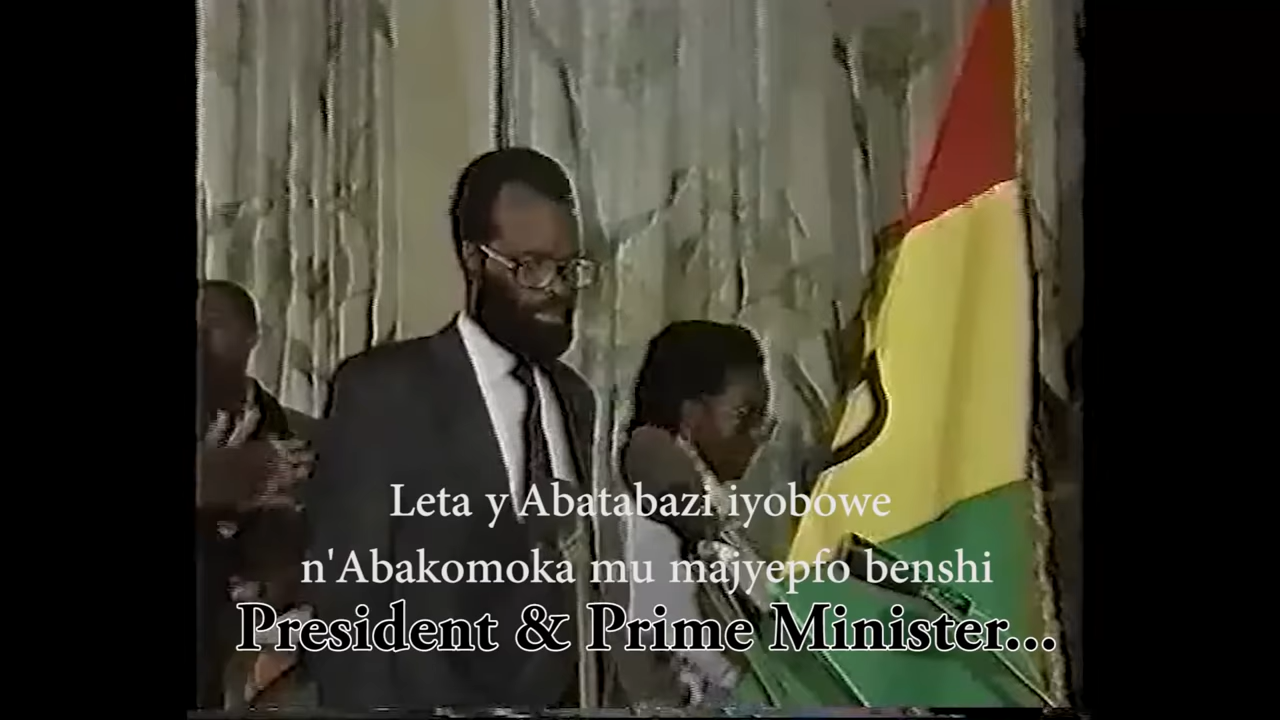 Leta y Abatabazi iyobowe
n'Abakomoka mu majyepfo benshi
President & Prime Minister...